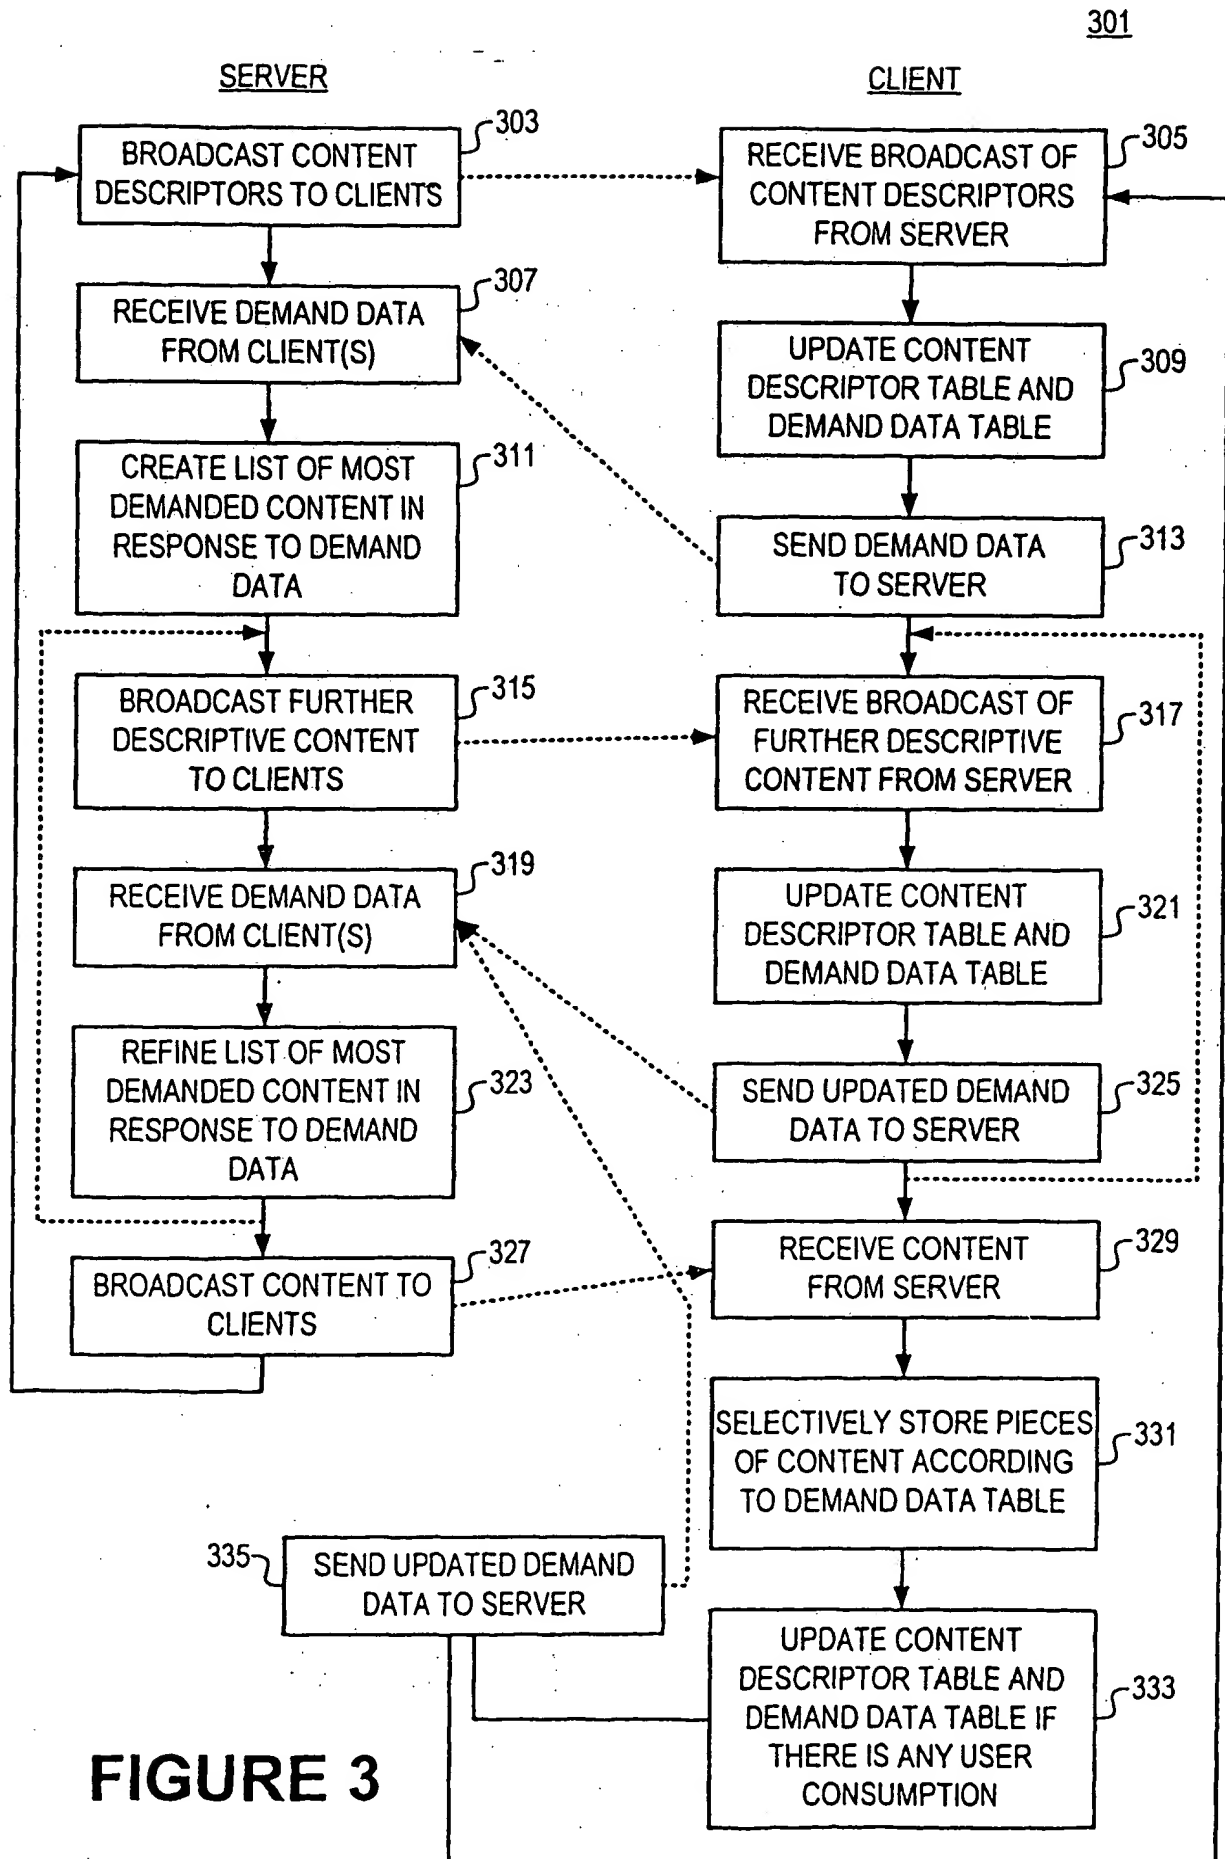 301
SERVER
CLIENT
303
BROADCAST CONTENT
DESCRIPTORS TO CLIENTS
305
RECEIVE BROADCAST OF
CONTENT DESCRIPTORS
FROM SERVER
307
RECEIVE DEMAND DATA
FROM CLIENT(S)
309
UPDATE CONTENT
DESCRIPTOR TABLE AND
DEMAND DATA TABLE
311
CREATE LIST OF MOST
DEMANDED CONTENT IN
RESPONSE TO DEMAND
DATA
313
SEND DEMAND DATA
TO SERVER
315
BROADCAST FURTHER
DESCRIPTIVE CONTENT
TO CLIENTS
317
RECEIVE BROADCAST OF
FURTHER DESCRIPTIVE
CONTENT FROM SERVER
319
RECEIVE DEMAND DATA
FROM CLIENT(S)
321
UPDATE CONTENT
DESCRIPTOR TABLE AND
DEMAND DATA TABLE
323
REFINE LIST OF MOST
DEMANDED CONTENT IN
RESPONSE TO DEMAND
DATA
325
SEND UPDATED DEMAND
DATA TO SERVER
327
BROADCAST CONTENT TO
CLIENTS
329
RECEIVE CONTENT
FROM SERVER
331
SELECTIVELY STORE PIECES
OF CONTENT ACCORDING
TO DEMAND DATA TABLE
335
SEND UPDATED DEMAND
DATA TO SERVER
333
UPDATE CONTENT
DESCRIPTOR TABLE AND
DEMAND DATA TABLE IF
THERE IS ANY USER
CONSUMPTION
FIGURE 3